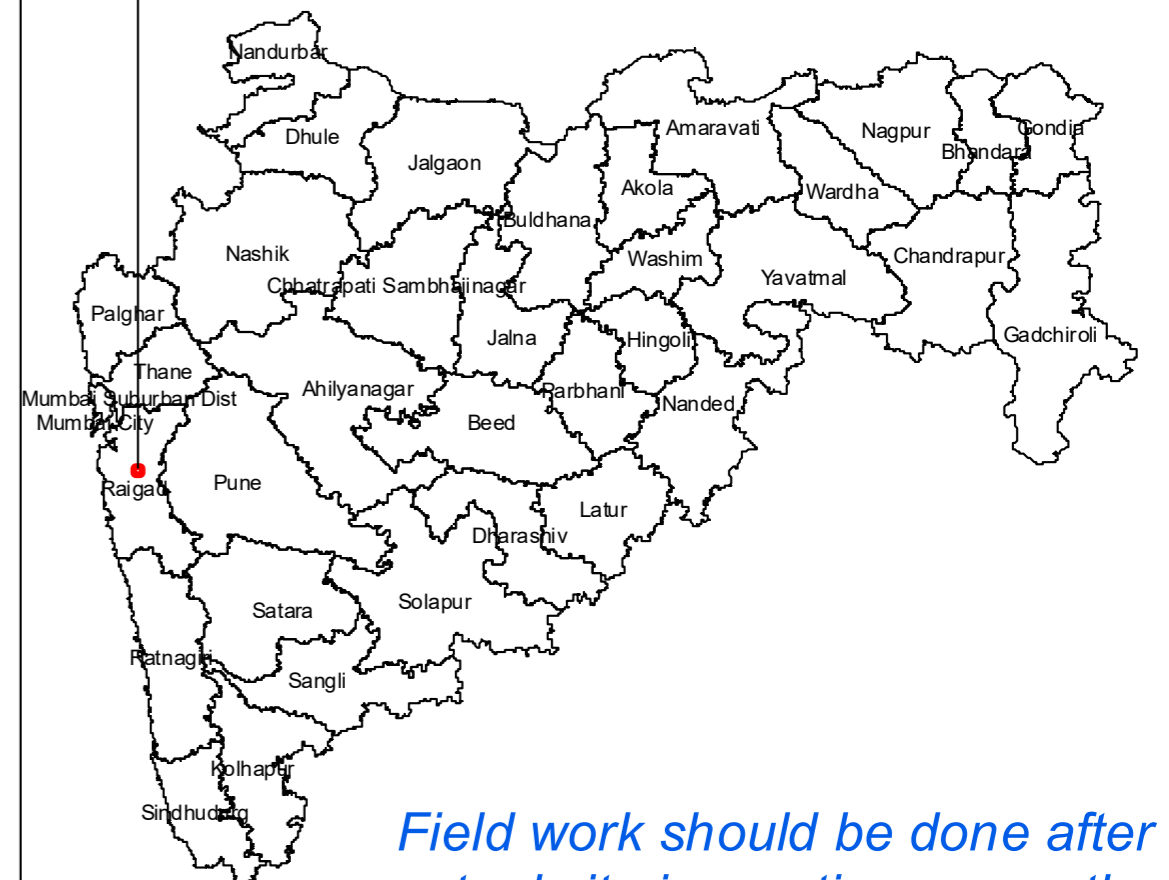 Nandurbar
Dhule
Jalgaon
Amaravati
Nagpur
Gondia
Bhandara
Akola
Wardha
Buldhana
Nashik
Washim
Chandrapur
Yavatmal
Chhatrapati Sambhajinagar
Palghar
Jalna
Hingoli
Gadchiroli
Thane
Ahilyanagar
Parbhani
Mumbai Suburban Dist
Nanded
Mumbai City
Beed
Raigad
Pune
Latur
Dharashiv
Satara
Solapur
Ratnagiri
Sangli
Kolhapur
Sindhudurg
Field work should be done after